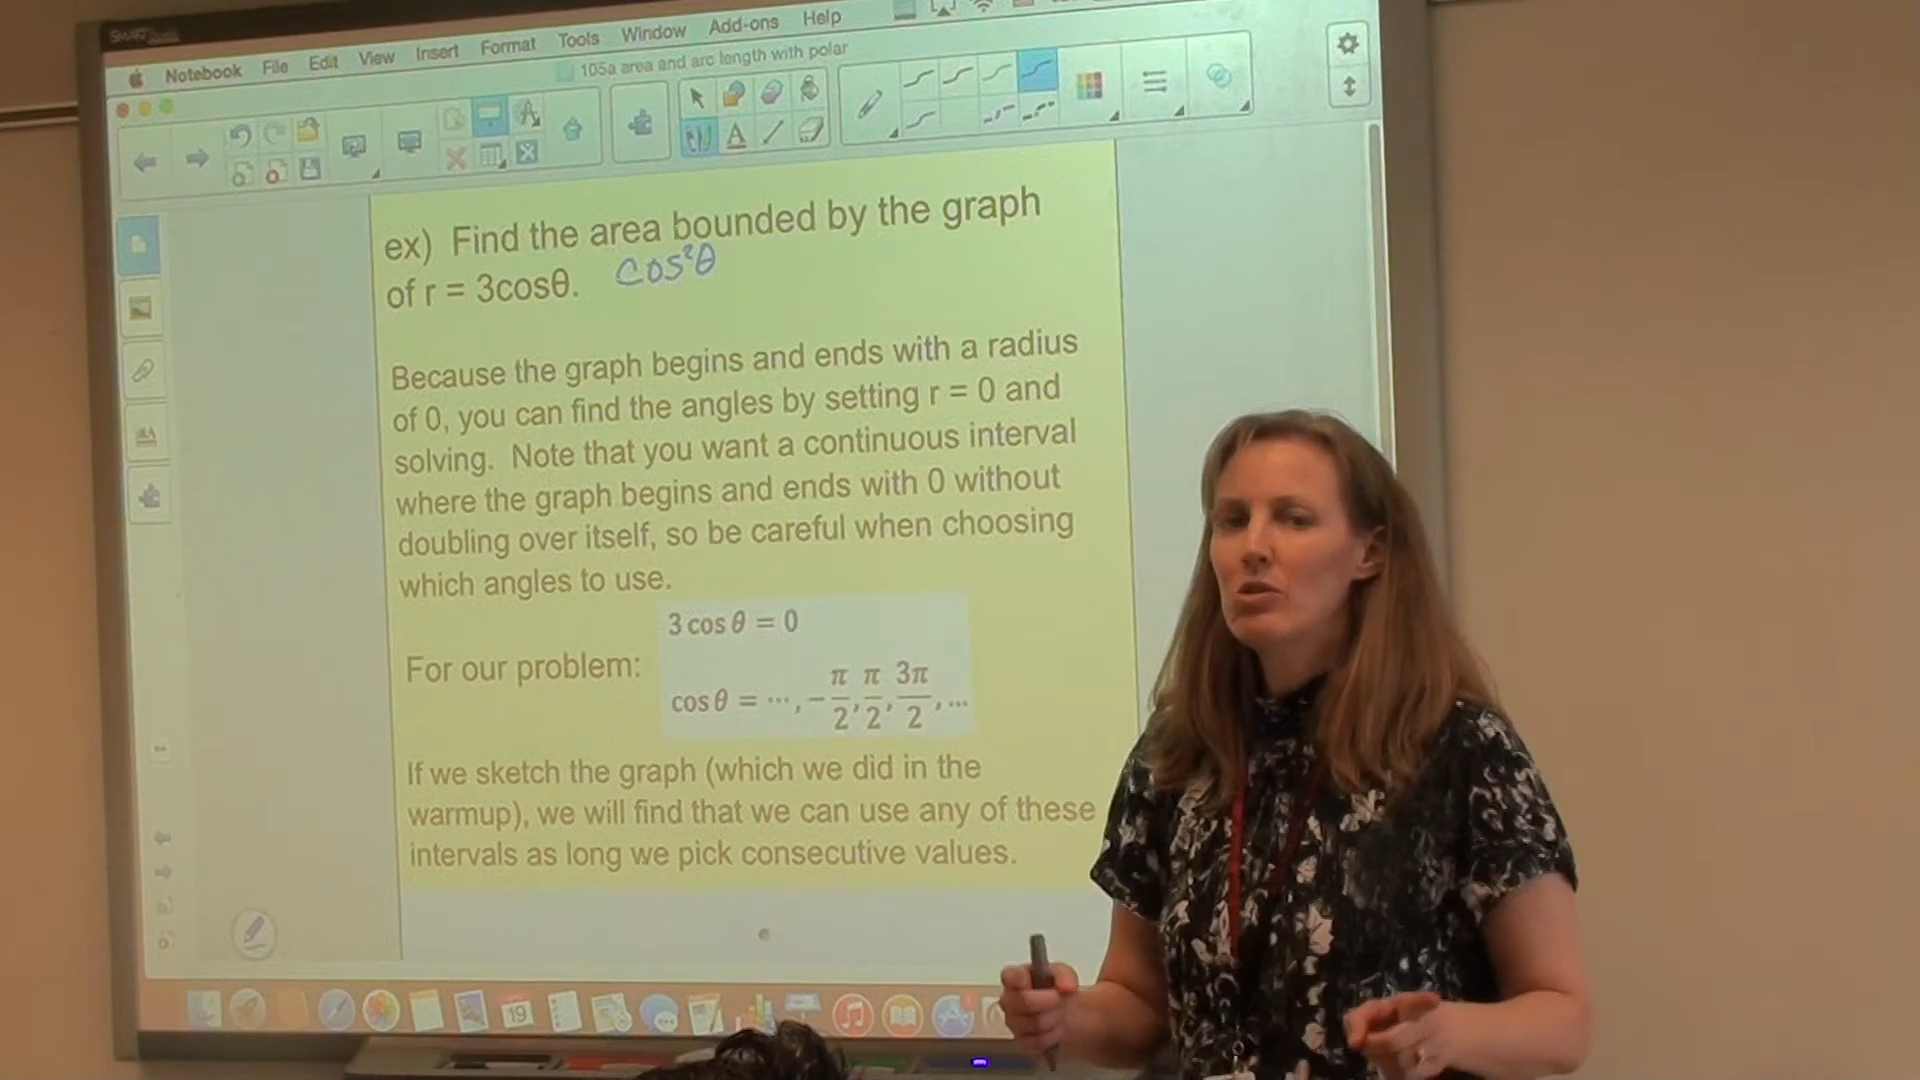 Notebook File Edit View Insert Format Tools Window Add-ons Help
105a area and arc length with polar
ex) Find the area bounded by the graph
of r = 3cosθ. cos²θ
Because the graph begins and ends with a radius
of 0, you can find the angles by setting r = 0 and
solving. Note that you want a continuous interval
where the graph begins and ends with 0 without
doubling over itself, so be careful when choosing
which angles to use.
3 cos θ = 0
For our problem:
cos θ = ⋯, −π/2, π/2, 3π/2, ⋯
If we sketch the graph (which we did in the
warmup), we will find that we can use any of these
intervals as long we pick consecutive values.
19